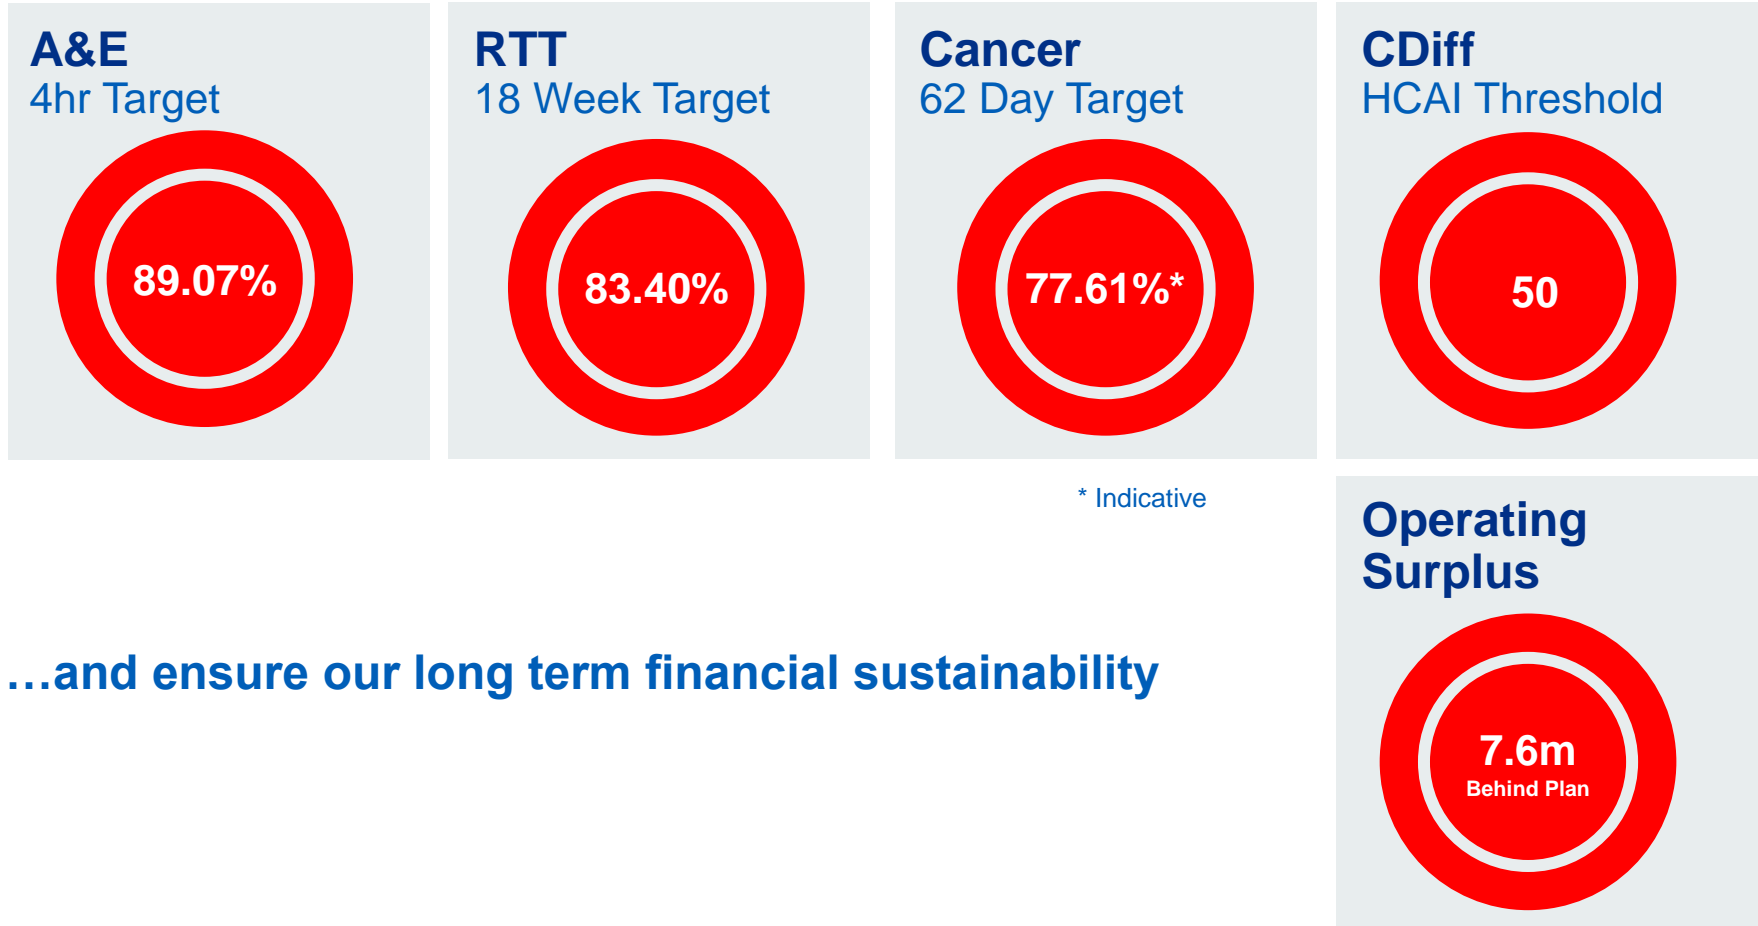 A&E
4hr Target
89.07%
RTT
18 Week Target
83.40%
Cancer
62 Day Target
77.61%*
CDiff
HCAI Threshold
50
* Indicative
…and ensure our long term financial sustainability
Operating
Surplus
7.6m
Behind Plan